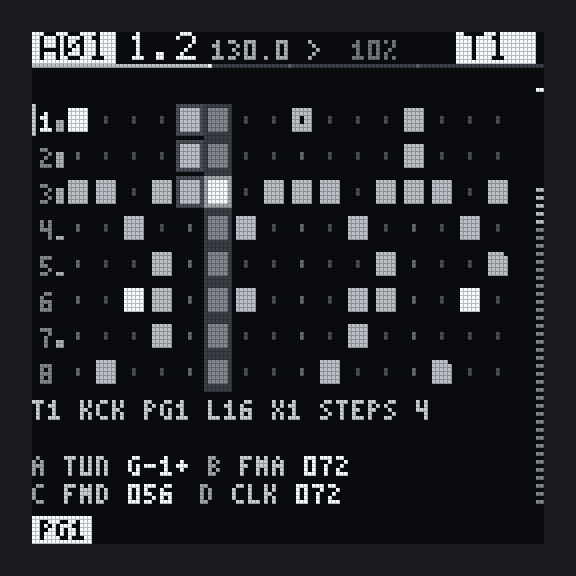 A01 1.2 130.0 > 10% T1
1
2
3
4
5
6
7
8
T1 KCK PG1 L16 X1 STEPS 4
A TUN G-1+ B FMA 072
C FMD 056 D CLK 072
PG1